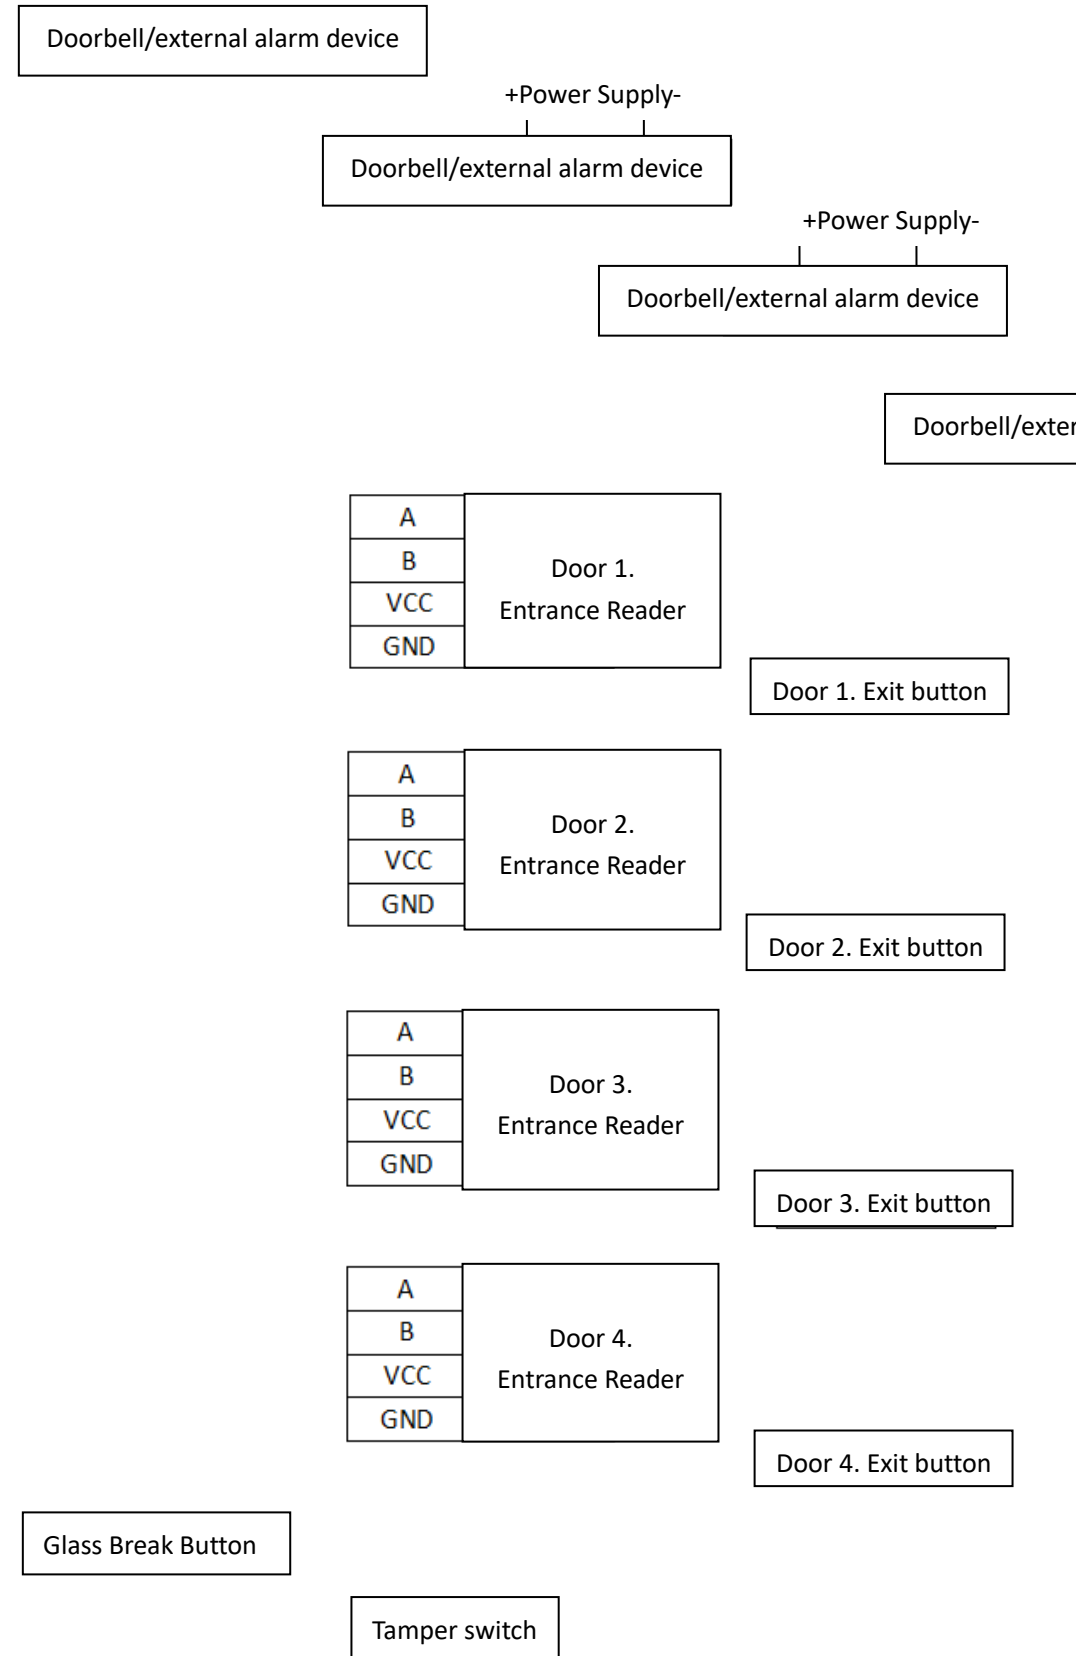 Doorbell/external alarm device
+Power Supply-
Doorbell/external alarm device
+Power Supply-
Doorbell/external alarm device
Doorbell/exter
A
B
VCC
GND
Door 1.
Entrance Reader
Door 1. Exit button
A
B
VCC
GND
Door 2.
Entrance Reader
Door 2. Exit button
A
B
VCC
GND
Door 3.
Entrance Reader
Door 3. Exit button
A
B
VCC
GND
Door 4.
Entrance Reader
Door 4. Exit button
Glass Break Button
Tamper switch